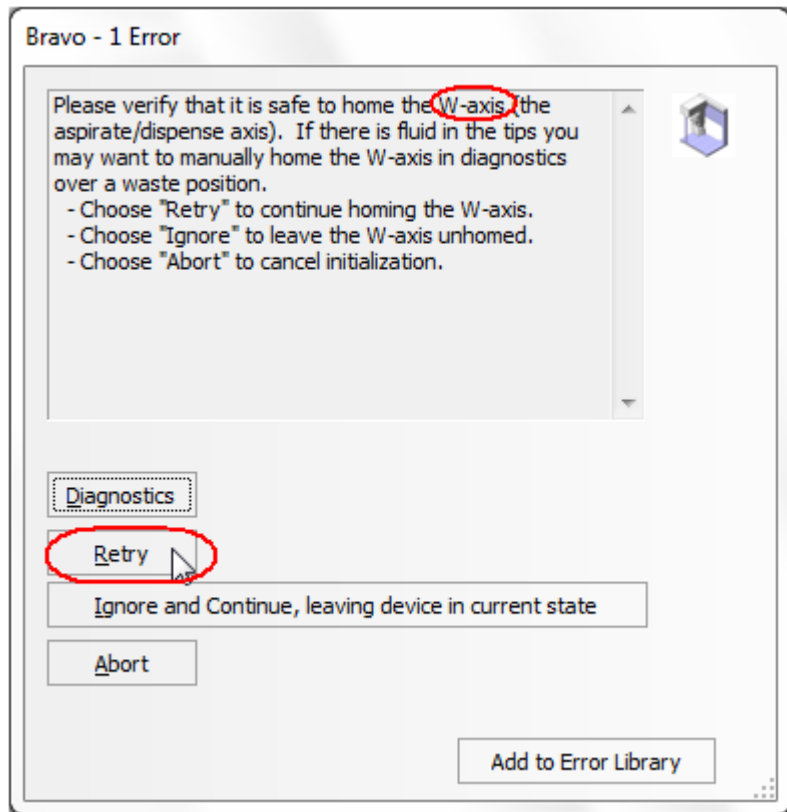 Bravo - 1 Error
Please verify that it is safe to home the W-axis (the
aspirate/dispense axis).  If there is fluid in the tips you
may want to manually home the W-axis in diagnostics
over a waste position.
- Choose "Retry" to continue homing the W-axis.
- Choose "Ignore" to leave the W-axis unhomed.
- Choose "Abort" to cancel initialization.
Diagnostics
Retry
Ignore and Continue, leaving device in current state
Abort
Add to Error Library